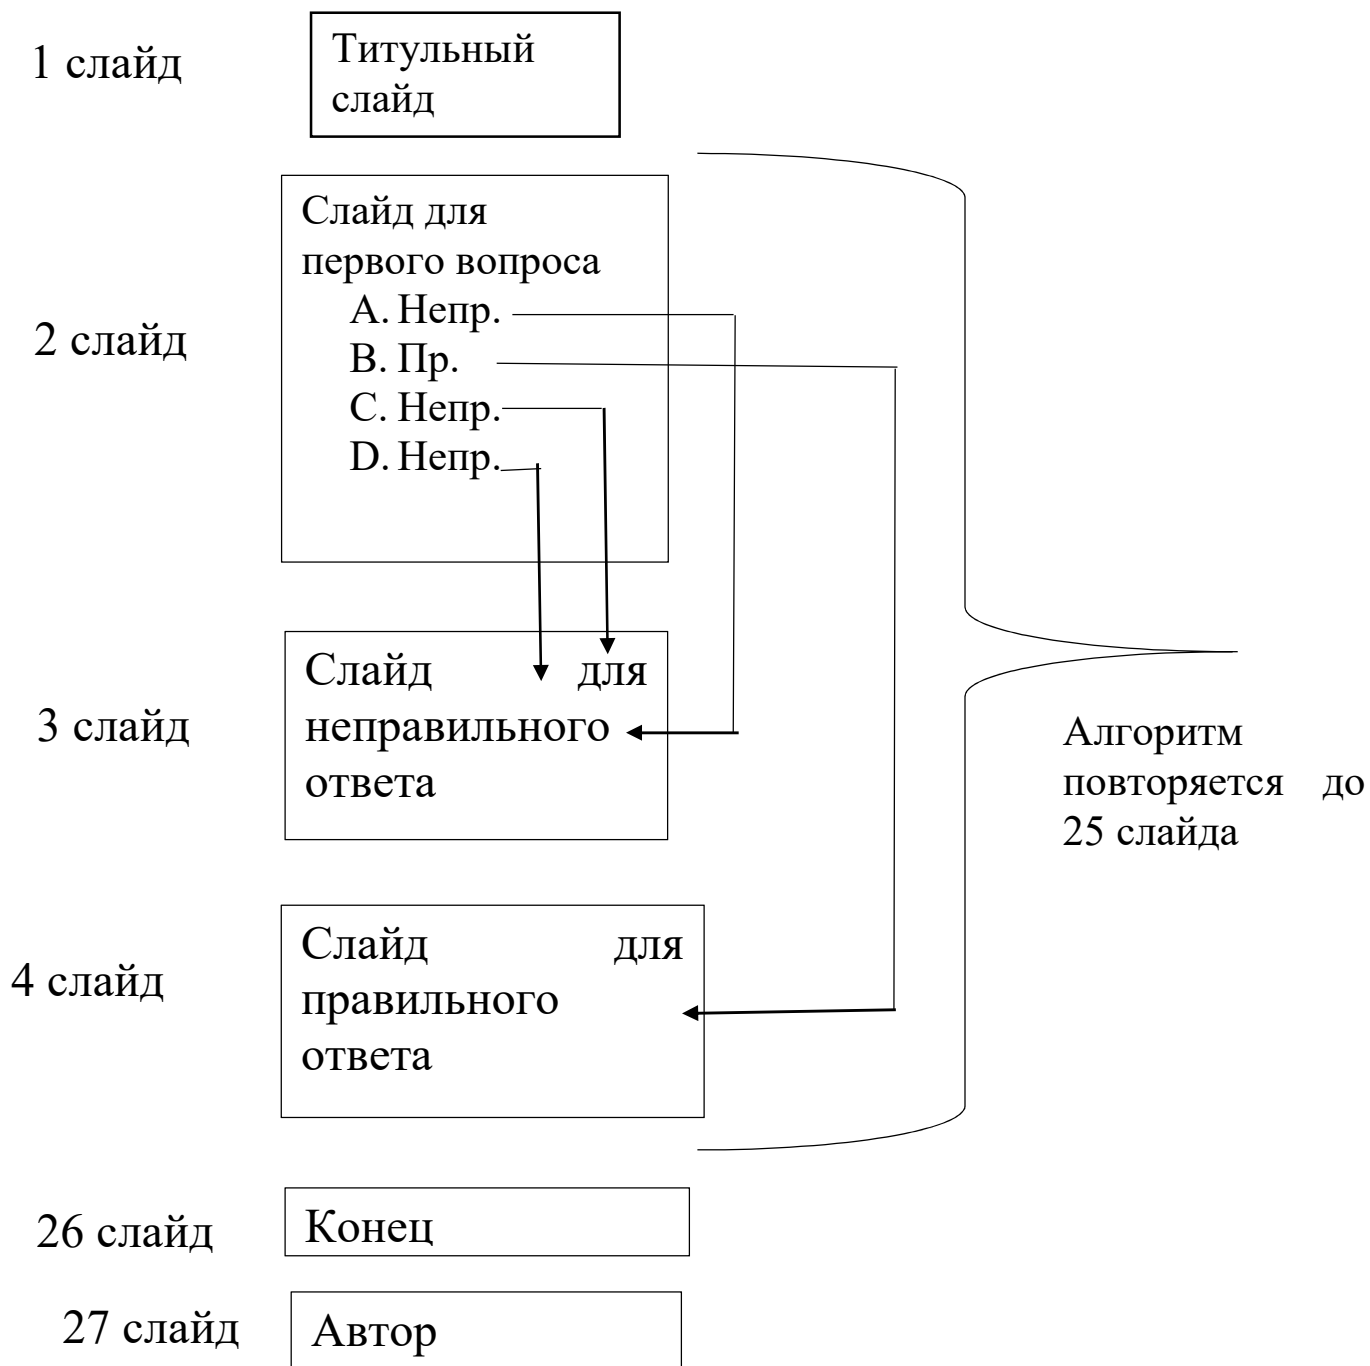 1 слайд
Титульный
слайд
2 слайд
Слайд для
первого вопроса
A. Непр.
B. Пр.
C. Непр.
D. Непр.
3 слайд
Слайд для
неправильного
ответа
Алгоритм
повторяется до
25 слайда
4 слайд
Слайд для
правильного
ответа
26 слайд
Конец
27 слайд
Автор